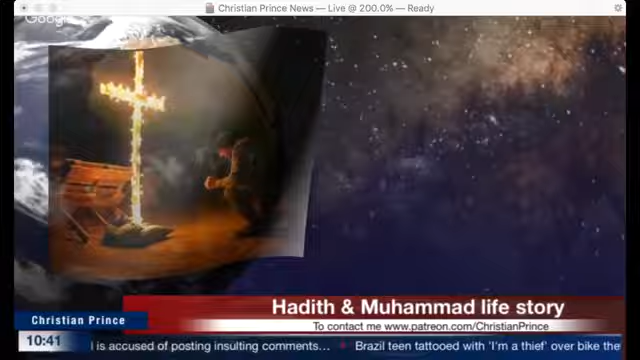 Christian Prince News — Live @ 200.0% — Ready
Google
Hadith & Muhammad life story
Christian Prince
To contact me www.patreon.com/ChristianPrince
10:41
l is accused of posting insulting comments... Brazil teen tattooed with 'I'm a thief' over bike the